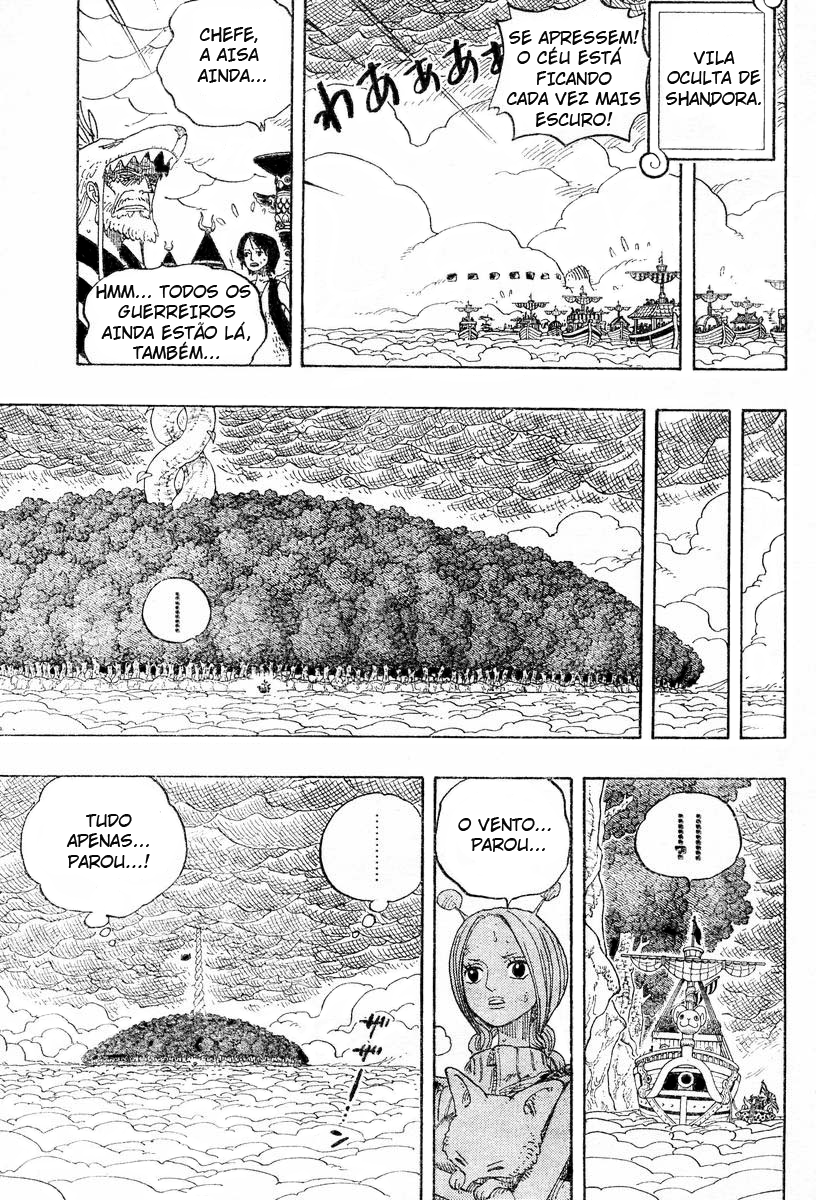 VILA
OCULTA DE
SHANDORA.
SE APRESSEM!
O CÉU ESTÁ
FICANDO
CADA VEZ MAIS
ESCURO!
わああああ
CHEFE,
A AISA
AINDA...
HMM... TODOS OS
GUERREIROS
AINDA ESTÃO LÁ,
TAMBÉM...
O VENTO...
PAROU...
TUDO
APENAS...
PAROU...!